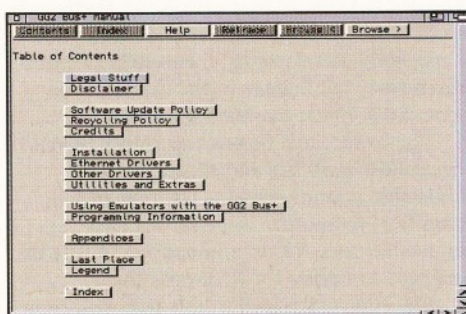 GG2 Bus+ Manual
Contents Index Help Retrace Browse < Browse >
Table of Contents
Legal Stuff
Disclaimer
Software Update Policy
Recycling Policy
Credits
Installation
Ethernet Drivers
Other Drivers
Utilities and Extras
Using Emulators with the GG2 Bus+
Programming Information
Appendices
Last Place
Legend
Index